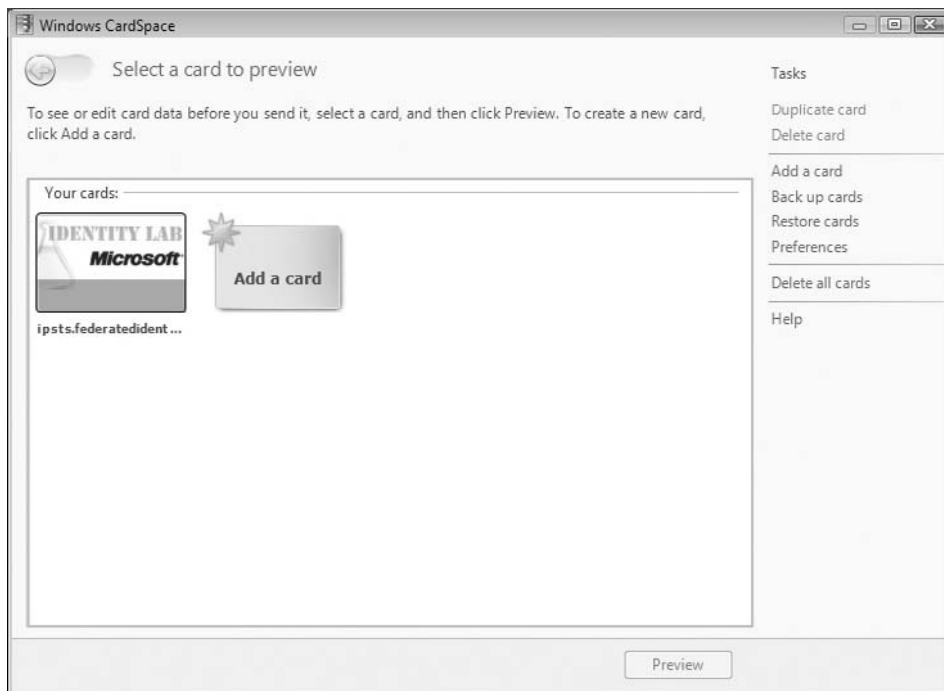 Windows CardSpace
Select a card to preview
To see or edit card data before you send it, select a card, and then click Preview. To create a new card,
click Add a card.
Your cards:
IDENTITY LAB
Microsoft
Add a card
ipsts.federatedident ...
Tasks
Duplicate card
Delete card
Add a card
Back up cards
Restore cards
Preferences
Delete all cards
Help
Preview